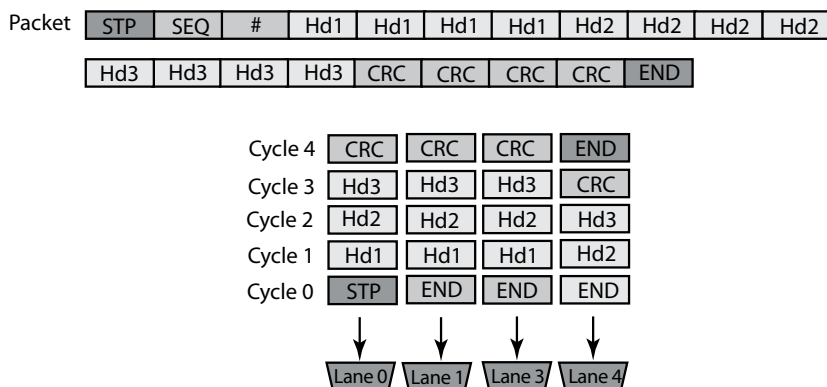 Packet STP SEQ # Hd1 Hd1 Hd1 Hd1 Hd2 Hd2 Hd2 Hd2
Hd3 Hd3 Hd3 Hd3 CRC CRC CRC CRC END
Cycle 4 CRC CRC CRC END
Cycle 3 Hd3 Hd3 Hd3 CRC
Cycle 2 Hd2 Hd2 Hd2 Hd3
Cycle 1 Hd1 Hd1 Hd1 Hd2
Cycle 0 STP END END END
Lane 0 Lane 1 Lane 3 Lane 4